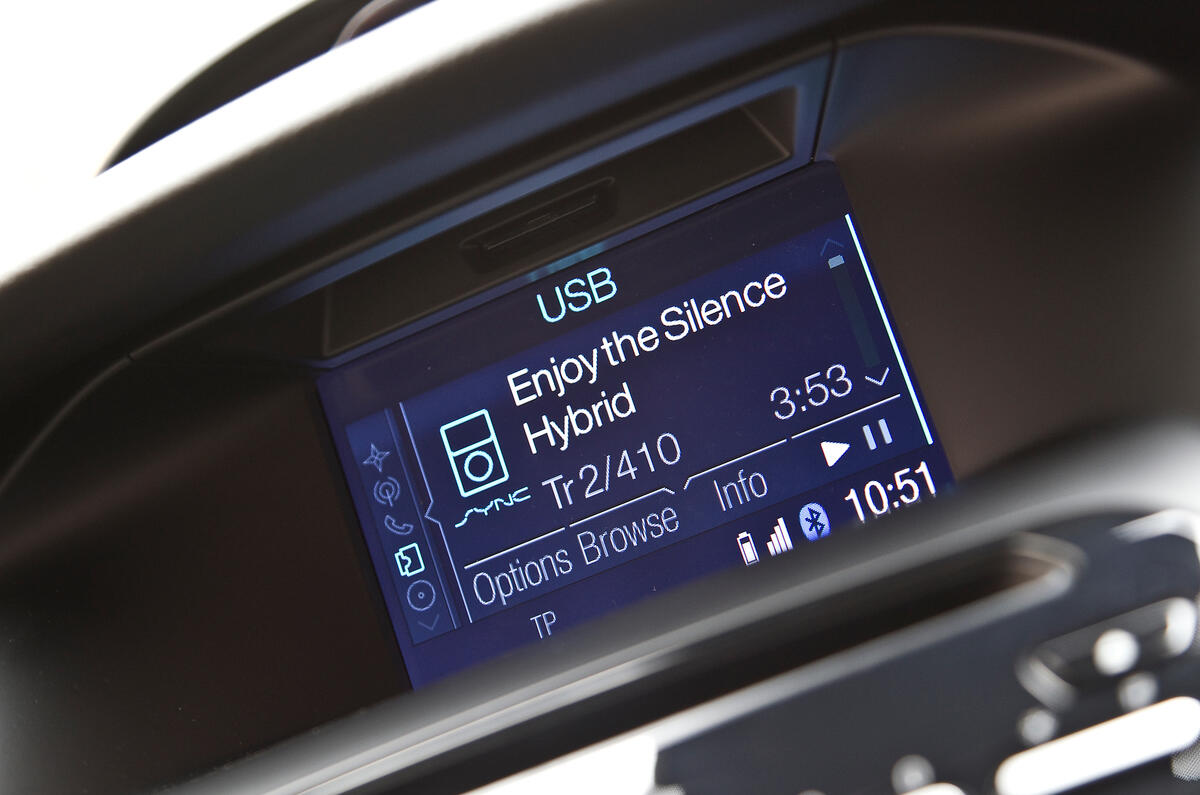 USB
Enjoy the Silence
Hybrid
3:53
SYNC
Tr 2/410
Options Browse Info
10:51
TP